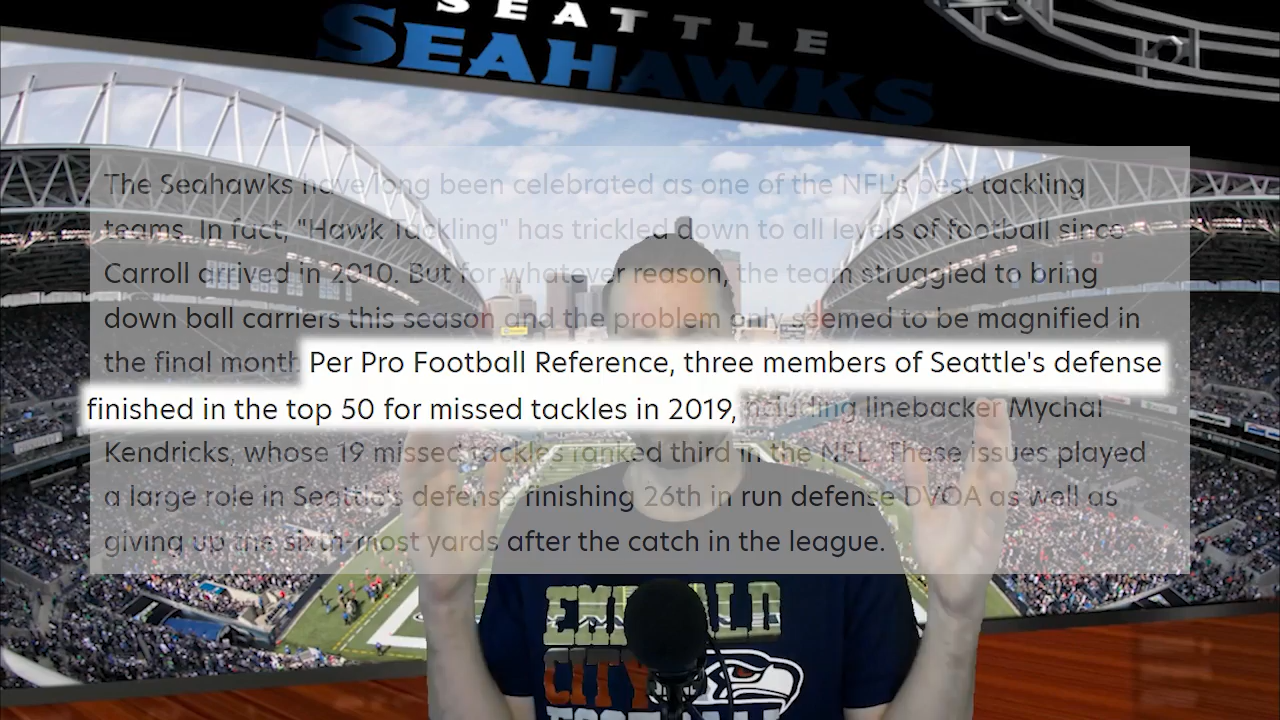 SEATTLE
SEAHAWKS
The Seahawks have long been celebrated as one of the NFL's best tackling
teams. In fact, "Hawk Tackling" has trickled down to all levels of football since
Carroll arrived in 2010. But for whatever reason, the team struggled to bring
down ball carriers this season and the problem only seemed to be magnified in
the final month Per Pro Football Reference, three members of Seattle's defense
finished in the top 50 for missed tackles in 2019, including linebacker Mychal
Kendricks, whose 19 missed tackles ranked third in the NFL. These issues played
a large role in Seattle's defense finishing 26th in run defense DVOA as well as
giving up the sixth-most yards after the catch in the league.
EMERALD
CITY
FOOTBALL